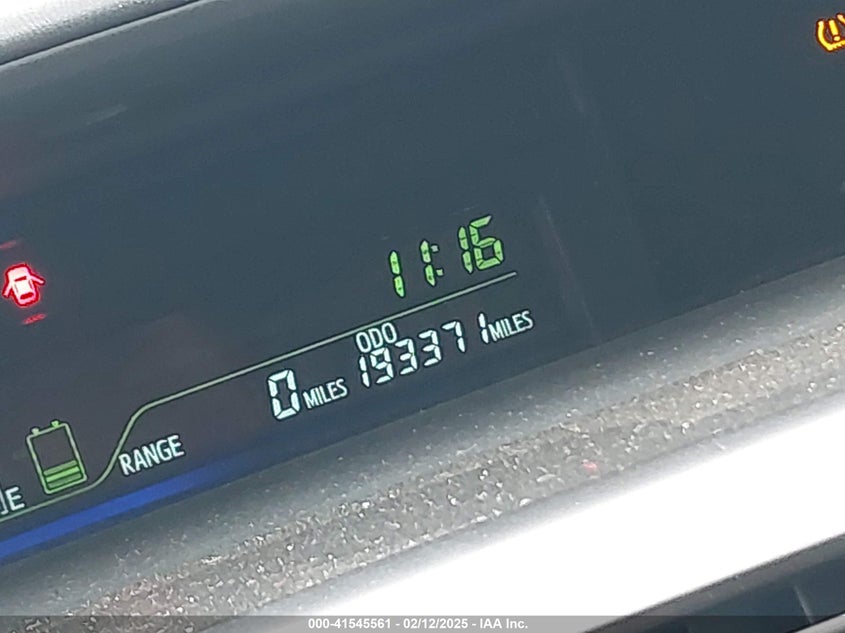 11:16
ODO
0 MILES 193371 MILES
RANGE
000-41545561 - 02/12/2025 - IAA Inc.